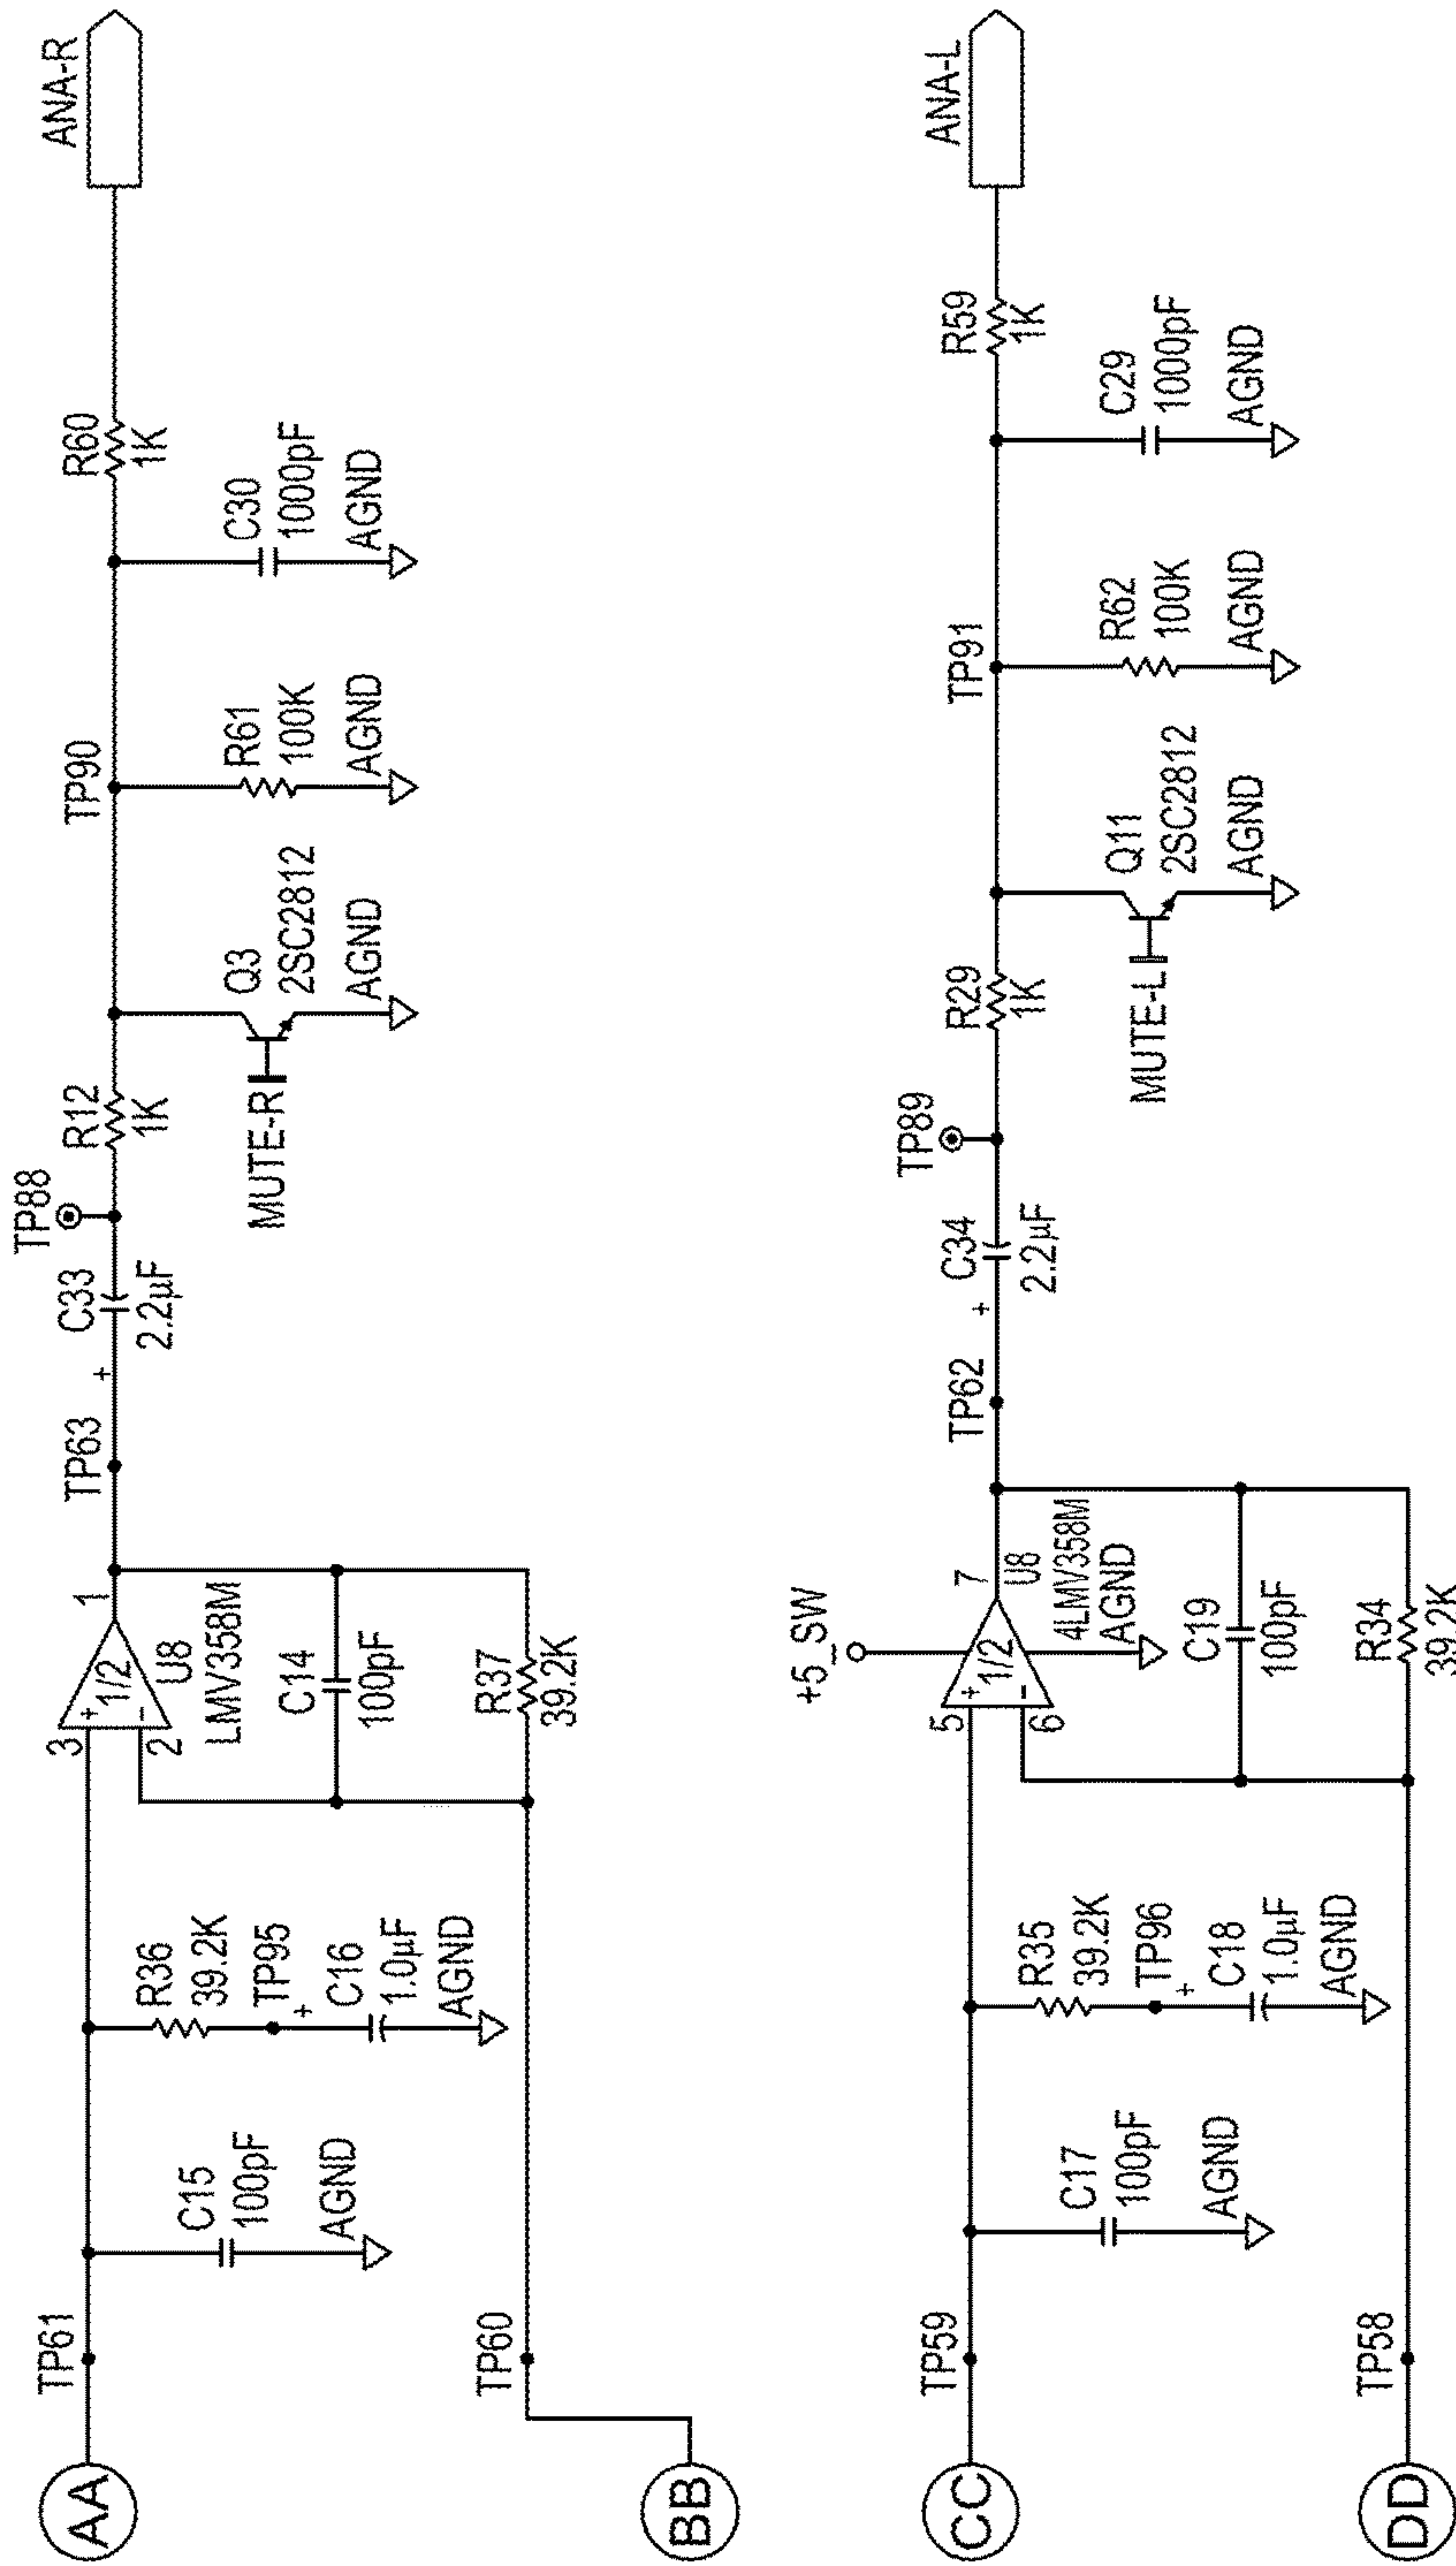 AA
TP61
C15
100pF
AGND
R36
39.2K
TP95
+
C16
1.0µF
AGND
3
+
2
-
1/2
1
U8
LMV358M
C14
100pF
R37
39.2K
TP63
+
C33
2.2µF
TP88
R12
1K
MUTE-R
Q3
2SC2812
AGND
TP90
R61
100K
AGND
C30
1000pF
AGND
R60
1K
ANA-R
BB
TP60
CC
TP59
C17
100pF
AGND
R35
39.2K
TP96
+
C18
1.0µF
AGND
+5_SW
5
+
6
-
1/2
7
U8
4LMV358M
AGND
C19
100pF
R34
39.2K
TP62
+
C34
2.2µF
TP89
R29
1K
MUTE-L
Q11
2SC2812
AGND
TP91
R62
100K
AGND
C29
1000pF
AGND
R59
1K
ANA-L
DD
TP58